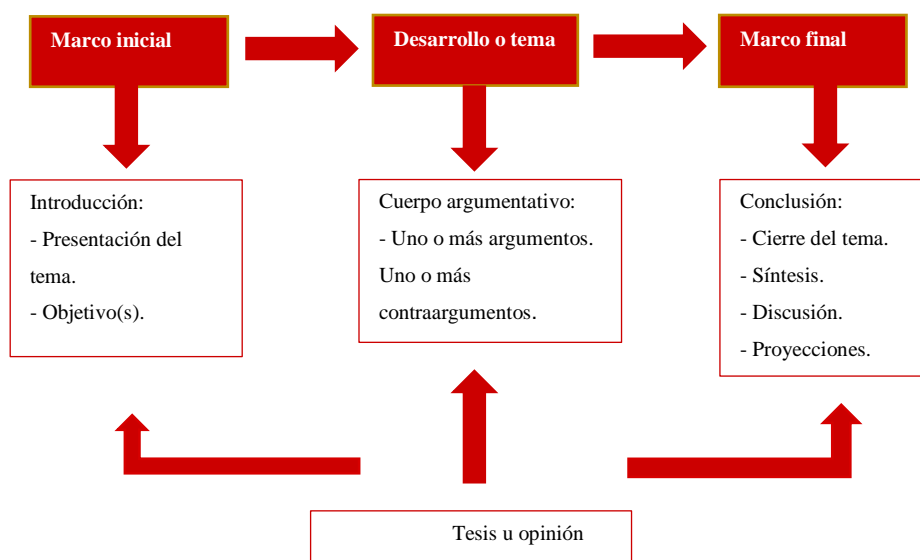 Marco inicial
Desarrollo o tema
Marco final
Introducción:
- Presentación del
tema.
- Objetivo(s).
Cuerpo argumentativo:
- Uno o más argumentos.
Uno o más
contraargumentos.
Conclusión:
- Cierre del tema.
- Síntesis.
- Discusión.
- Proyecciones.
Tesis u opinión